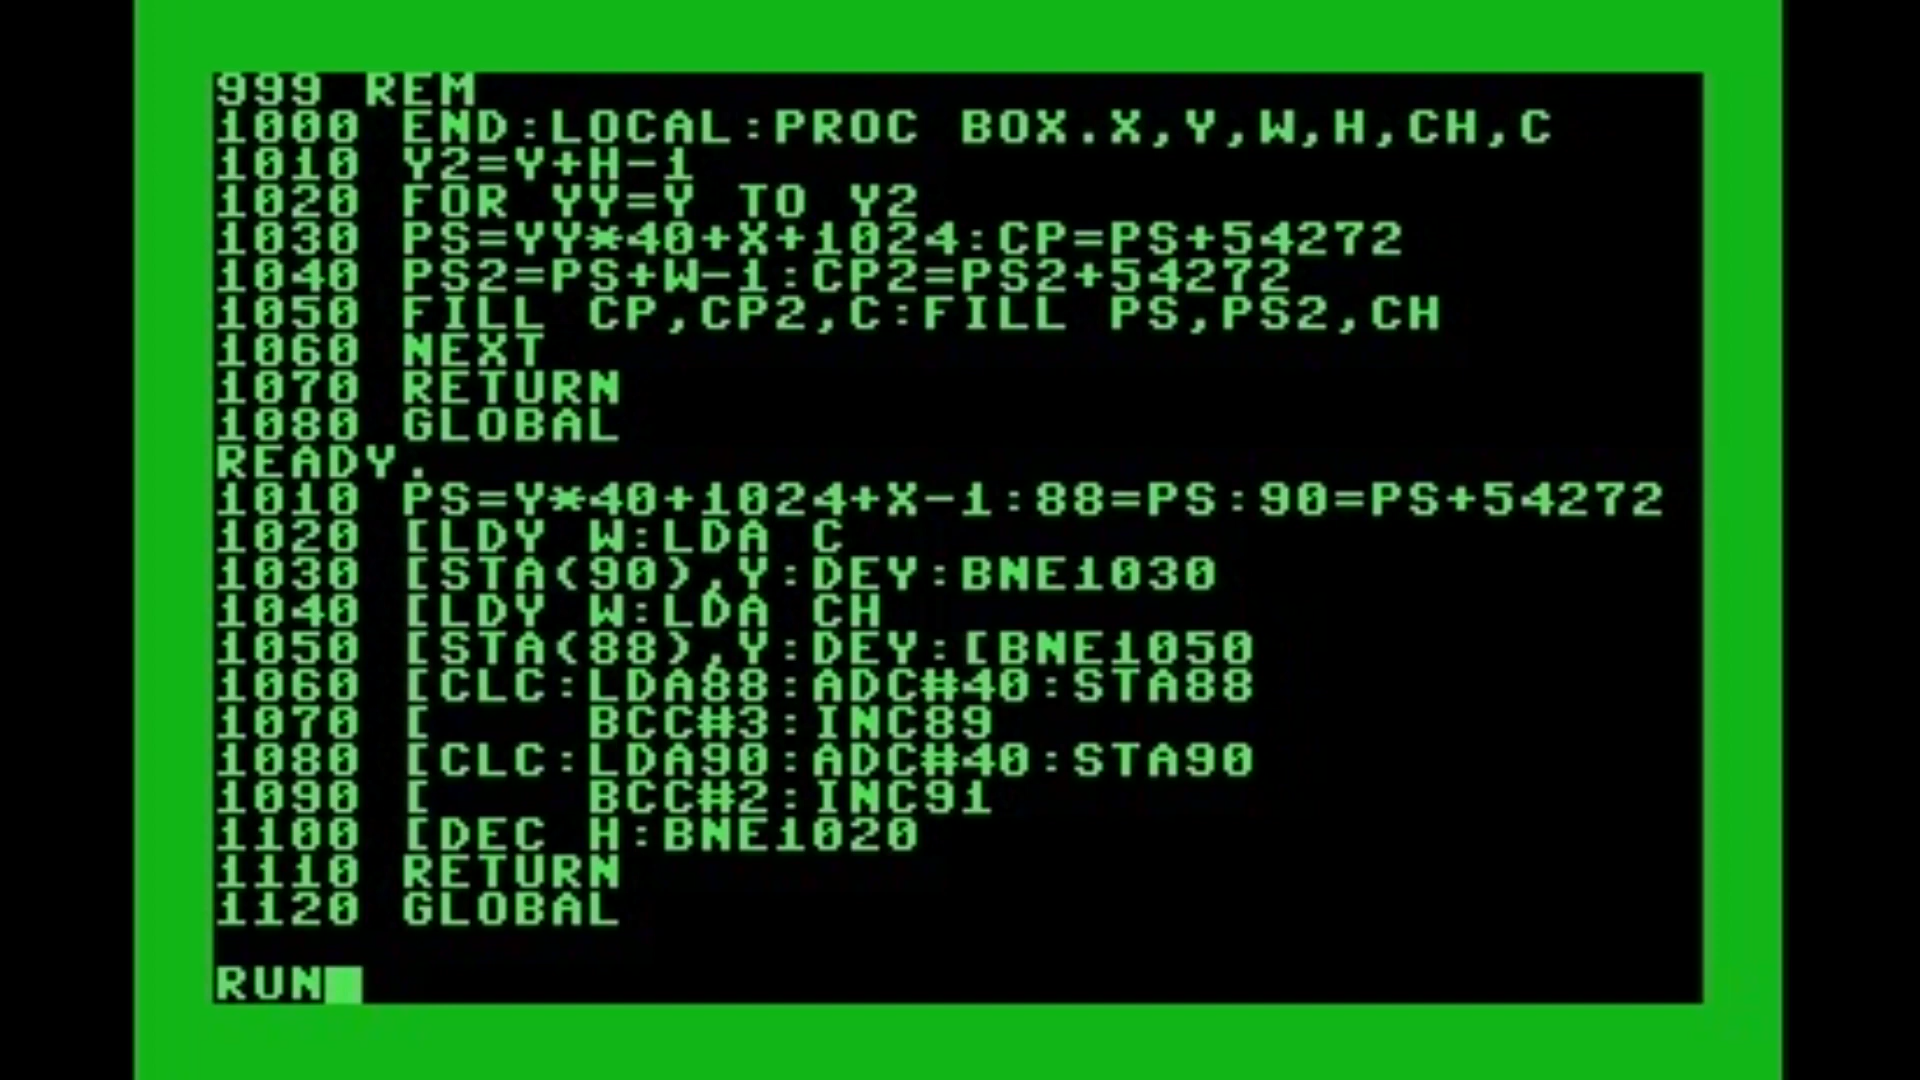 999 REM
1000 END:LOCAL:PROC BOX.X,Y,W,H,CH,C
1010 Y2=Y+H-1
1020 FOR YY=Y TO Y2
1030 PS=YY*40+X+1024:CP=PS+54272
1040 PS2=PS+W-1:CP2=PS2+54272
1050 FILL CP,CP2,C:FILL PS,PS2,CH
1060 NEXT
1070 RETURN
1080 GLOBAL
READY.
1010 PS=Y*40+1024+X-1:88=PS:90=PS+54272
1020 [LDY W:LDA C
1030 [STA(90),Y:DEY:BNE1030
1040 [LDY W:LDA CH
1050 [STA(88),Y:DEY:[BNE1050
1060 [CLC:LDA88:ADC#40:STA88
1070 [    BCC#3:INC89
1080 [CLC:LDA90:ADC#40:STA90
1090 [    BCC#2:INC91
1100 [DEC H:BNE1020
1110 RETURN
1120 GLOBAL
RUN